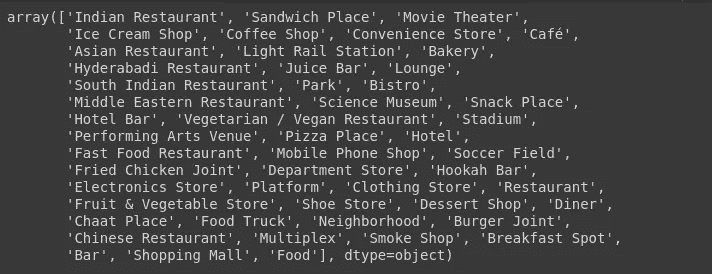 array(['Indian Restaurant', 'Sandwich Place', 'Movie Theater',
'Ice Cream Shop', 'Coffee Shop', 'Convenience Store', 'Café',
'Asian Restaurant', 'Light Rail Station', 'Bakery',
'Hyderabadi Restaurant', 'Juice Bar', 'Lounge',
'South Indian Restaurant', 'Park', 'Bistro',
'Middle Eastern Restaurant', 'Science Museum', 'Snack Place',
'Hotel Bar', 'Vegetarian / Vegan Restaurant', 'Stadium',
'Performing Arts Venue', 'Pizza Place', 'Hotel',
'Fast Food Restaurant', 'Mobile Phone Shop', 'Soccer Field',
'Fried Chicken Joint', 'Department Store', 'Hookah Bar',
'Electronics Store', 'Platform', 'Clothing Store', 'Restaurant',
'Fruit & Vegetable Store', 'Shoe Store', 'Dessert Shop', 'Diner',
'Chaat Place', 'Food Truck', 'Neighborhood', 'Burger Joint',
'Chinese Restaurant', 'Multiplex', 'Smoke Shop', 'Breakfast Spot',
'Bar', 'Shopping Mall', 'Food'], dtype=object)